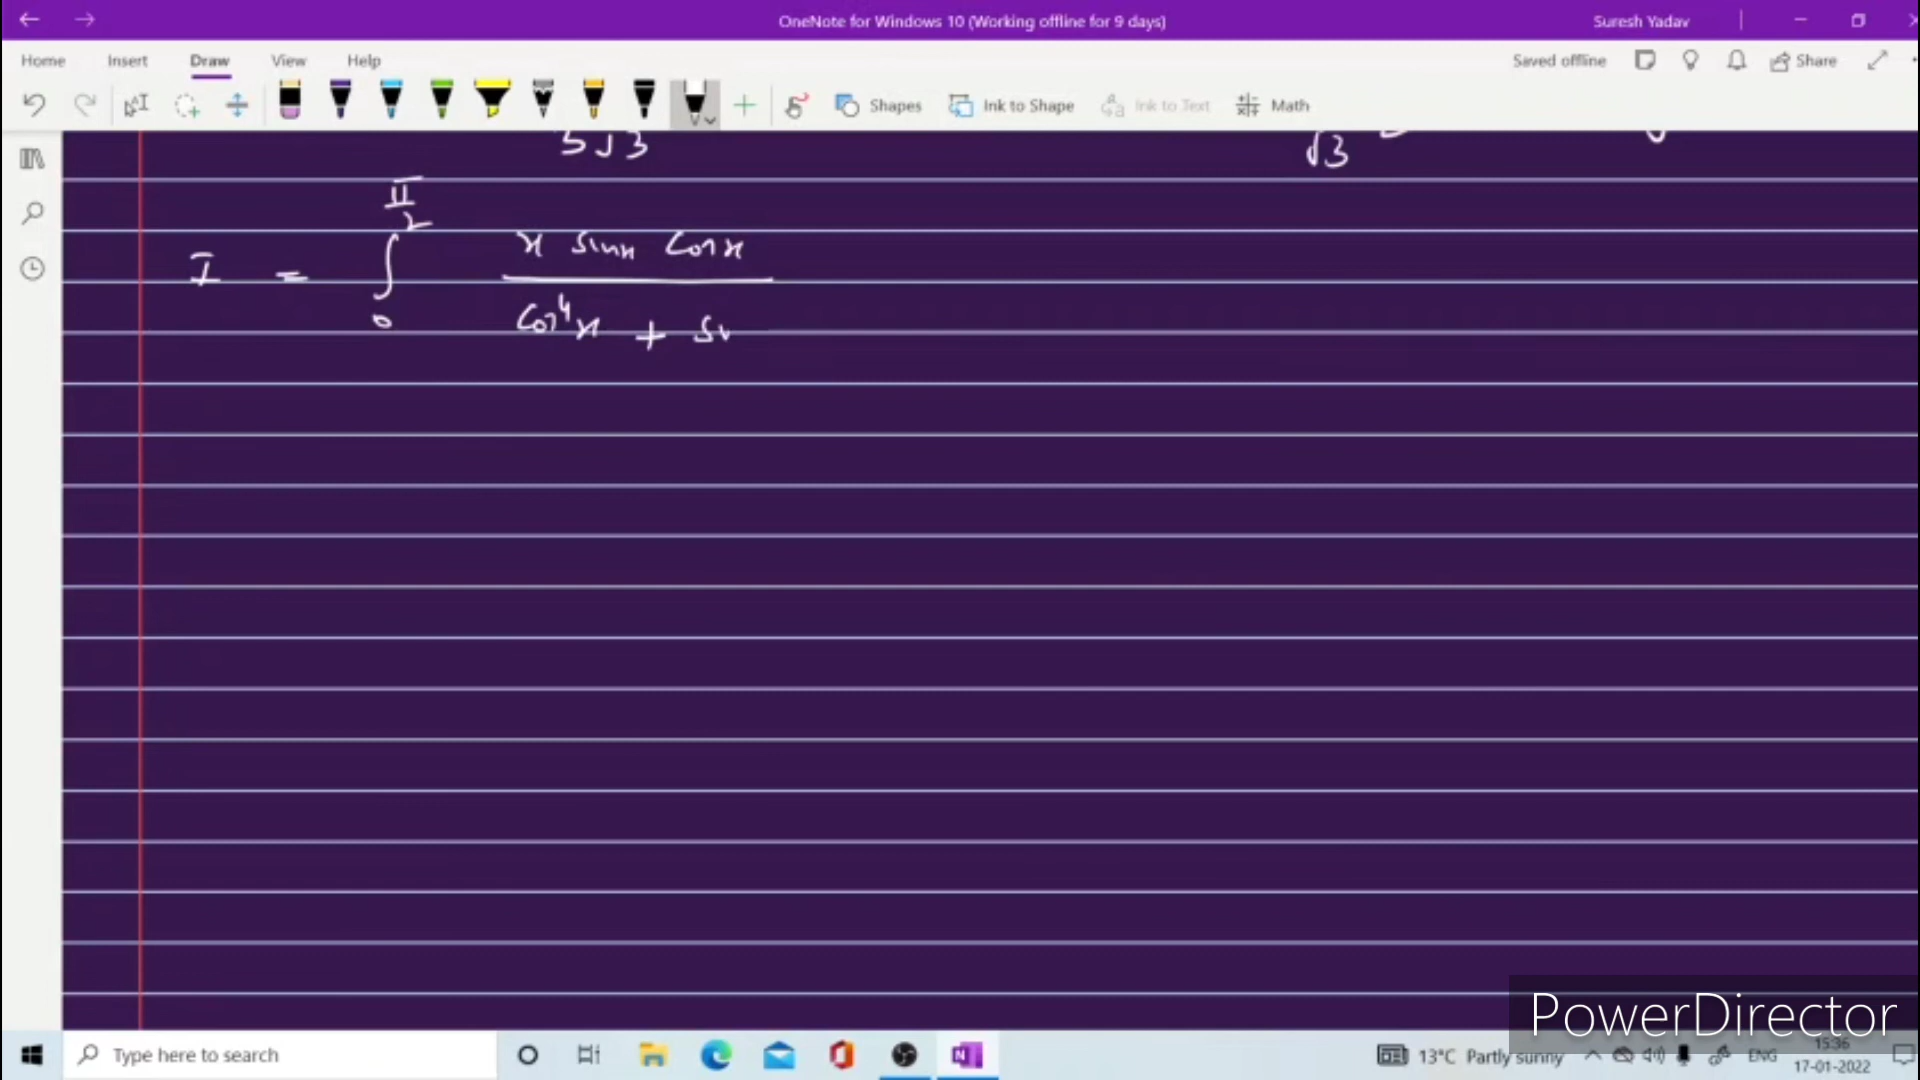 OneNote for Windows 10 (Working offline for 9 days)
Suresh Yadav
Home Insert Draw View Help
Saved offline Share
Shapes Ink to Shape Ink to Text Math
5√3 √3
I = ∫₀^{π/2} x sinx cosx / cos⁴x + si
PowerDirector
Type here to search
13°C Partly sunny ENG 15:36
17-01-2022